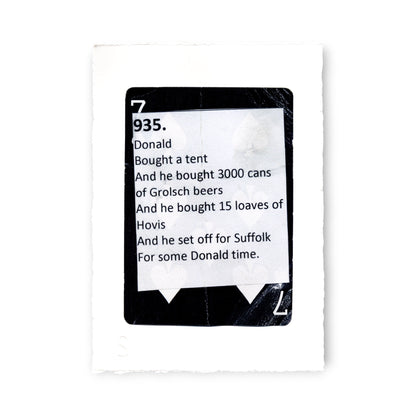 7
935.
Donald
Bought a tent
And he bought 3000 cans
of Grolsch beers
And he bought 15 loaves of
Hovis
And he set off for Suffolk
For some Donald time.
7